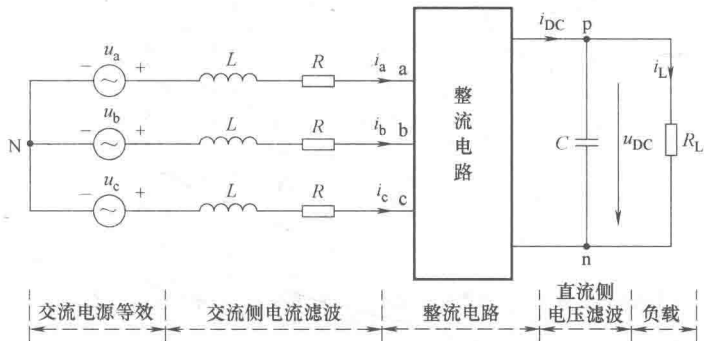 u_a
− +
L
R
i_a a
u_b
− +
L
R
i_b b
N
u_c
− +
L
R
i_c c
整流电路
i_DC p
i_L
C
u_DC
R_L
n
交流电源等效
交流侧电流滤波
整流电路
直流侧
电压滤波
负载